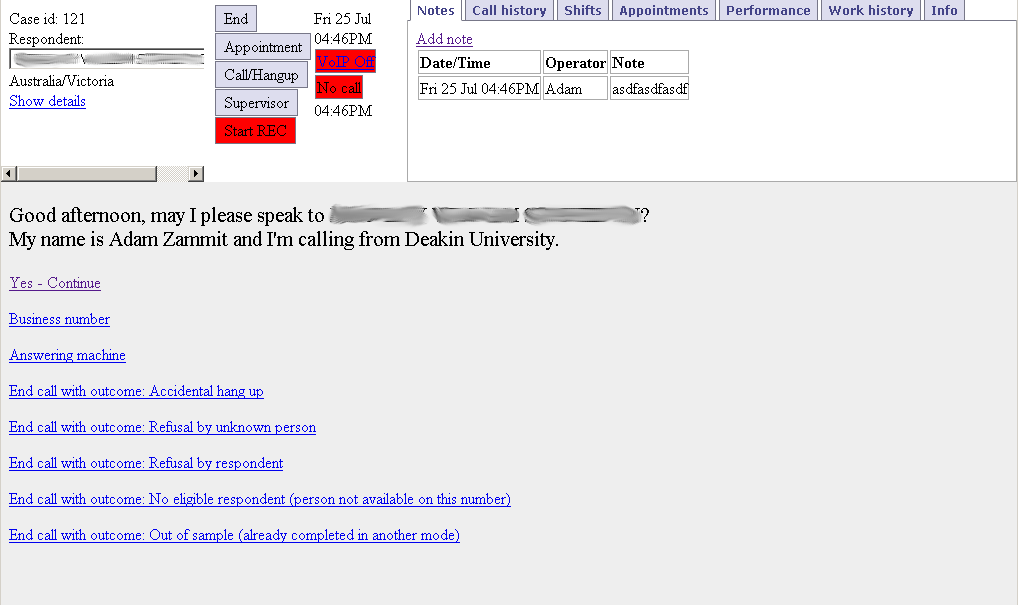 Case id: 121
Respondent:
Australia/Victoria
Show details
End
Appointment
Call/Hangup
Supervisor
Start REC
Fri 25 Jul
04:46PM
VoIP Off
No call
04:46PM
Notes Call history Shifts Appointments Performance Work history Info
Add note
Date/Time Operator Note
Fri 25 Jul 04:46PM Adam asdfasdfasdf
Good afternoon, may I please speak to ?
My name is Adam Zammit and I'm calling from Deakin University.
Yes - Continue
Business number
Answering machine
End call with outcome: Accidental hang up
End call with outcome: Refusal by unknown person
End call with outcome: Refusal by respondent
End call with outcome: No eligible respondent (person not available on this number)
End call with outcome: Out of sample (already completed in another mode)